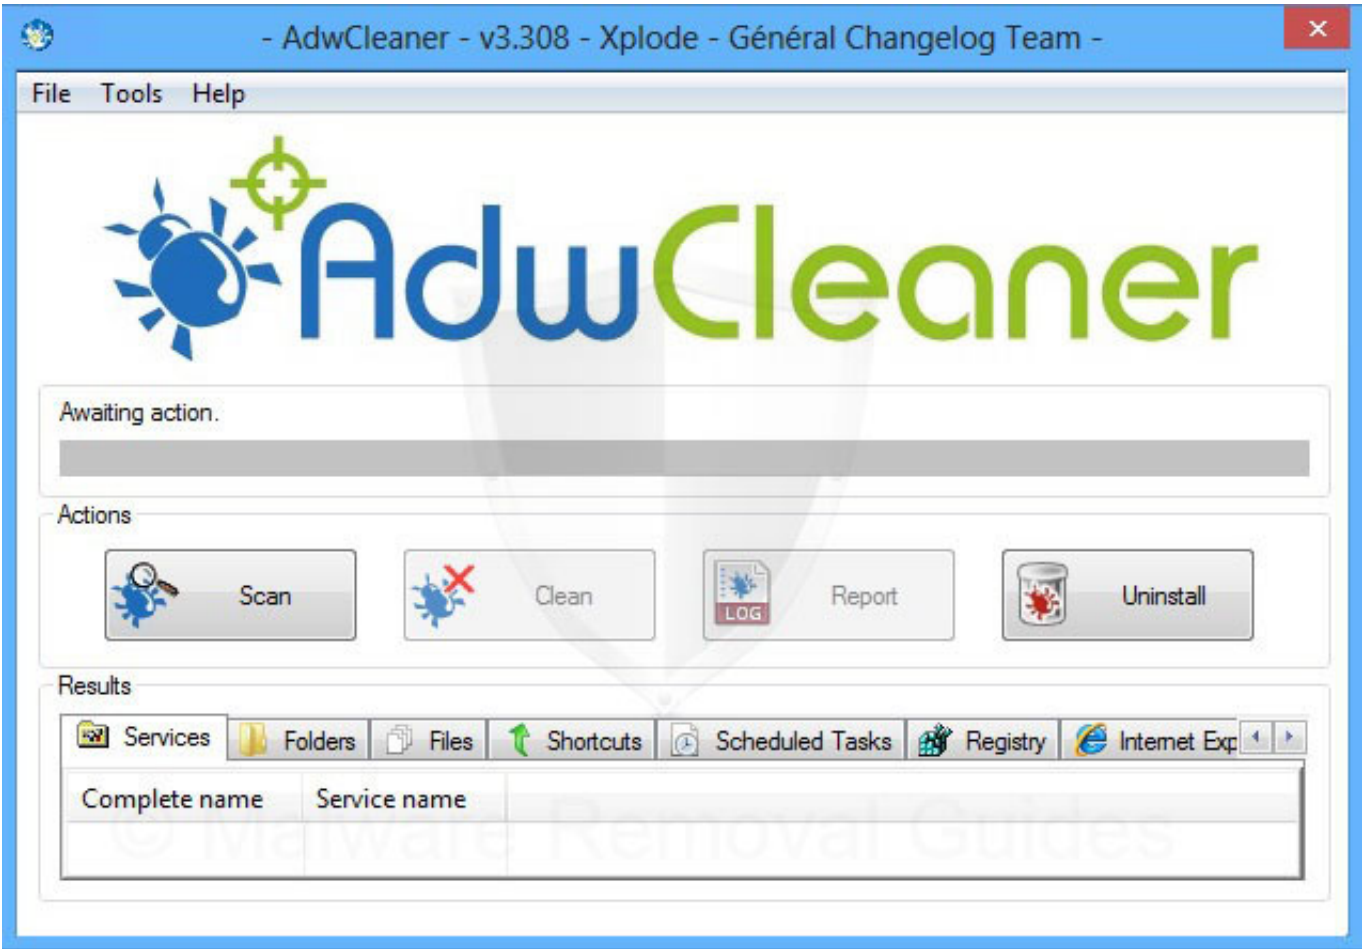 - AdwCleaner - v3.308 - Xplode - Général Changelog Team -
File Tools Help
AdwCleaner
Awaiting action.
Actions
Scan Clean LOG Report Uninstall
Results
Services Folders Files Shortcuts Scheduled Tasks Registry Internet Exp
Complete name Service name
© Malware Removal Guides